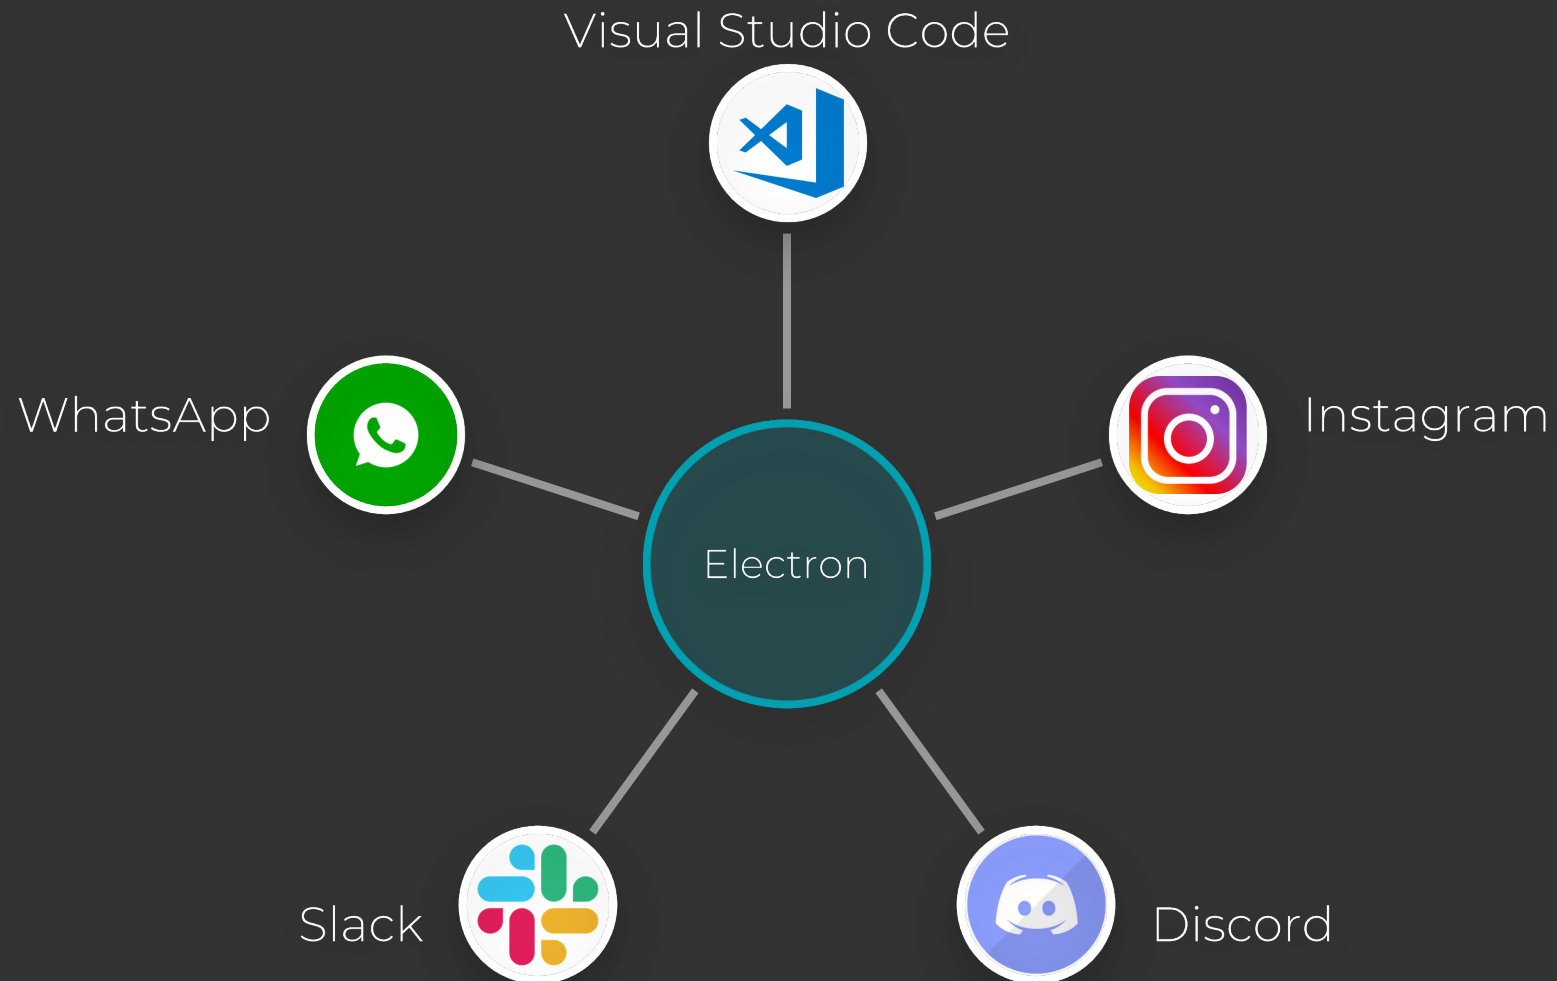 Visual Studio Code
WhatsApp
Instagram
Electron
Slack
Discord